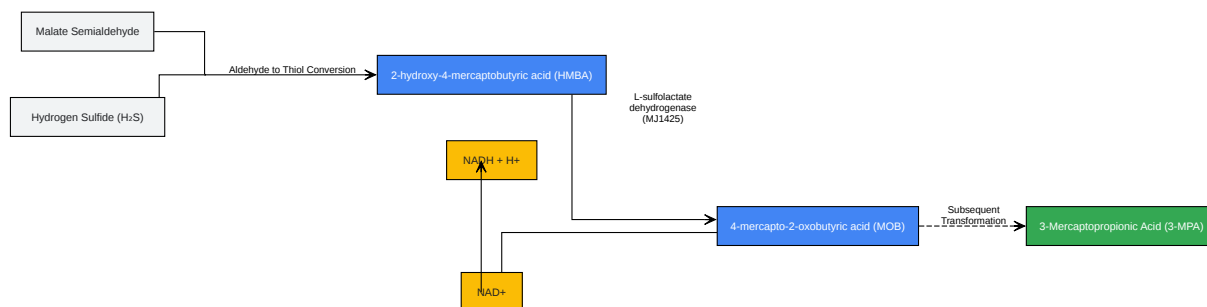 Malate Semialdehyde
Aldehyde to Thiol Conversion
2-hydroxy-4-mercaptobutyric acid (HMBA)
Hydrogen Sulfide (H₂S)
L-sulfolactate
dehydrogenase
(MJ1425)
NADH + H+
4-mercapto-2-oxobutyric acid (MOB)
Subsequent
Transformation
3-Mercaptopropionic Acid (3-MPA)
NAD+